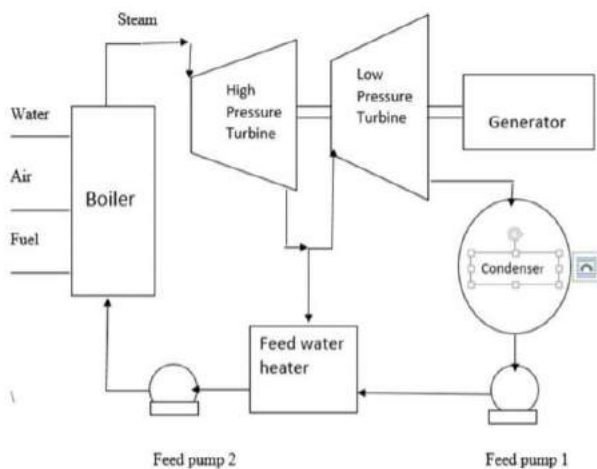 Steam
High
Pressure
Turbine
Low
Pressure
Turbine
Generator
Water
Air
Fuel
Boiler
Condenser
Feed water
heater
\
Feed pump 2
Feed pump 1